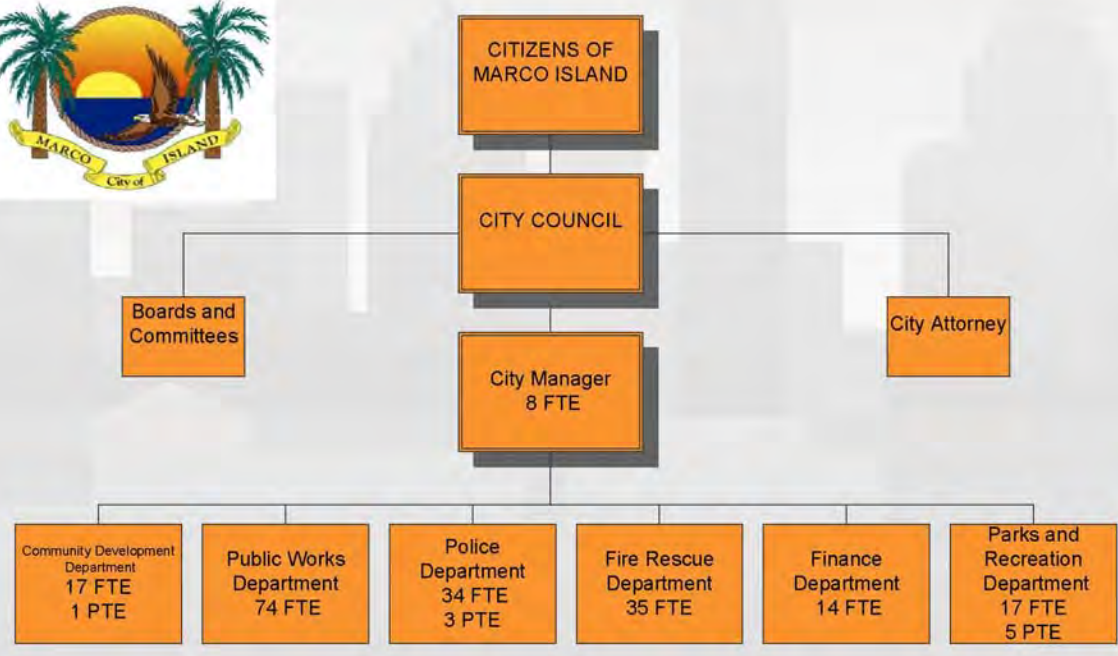 MARCO
ISLAND
City of
CITIZENS OF
MARCO ISLAND
CITY COUNCIL
Boards and
Committees
City Attorney
City Manager
8 FTE
Community Development
Department
17 FTE
1 PTE
Public Works
Department
74 FTE
Police
Department
34 FTE
3 PTE
Fire Rescue
Department
35 FTE
Finance
Department
14 FTE
Parks and
Recreation
Department
17 FTE
5 PTE